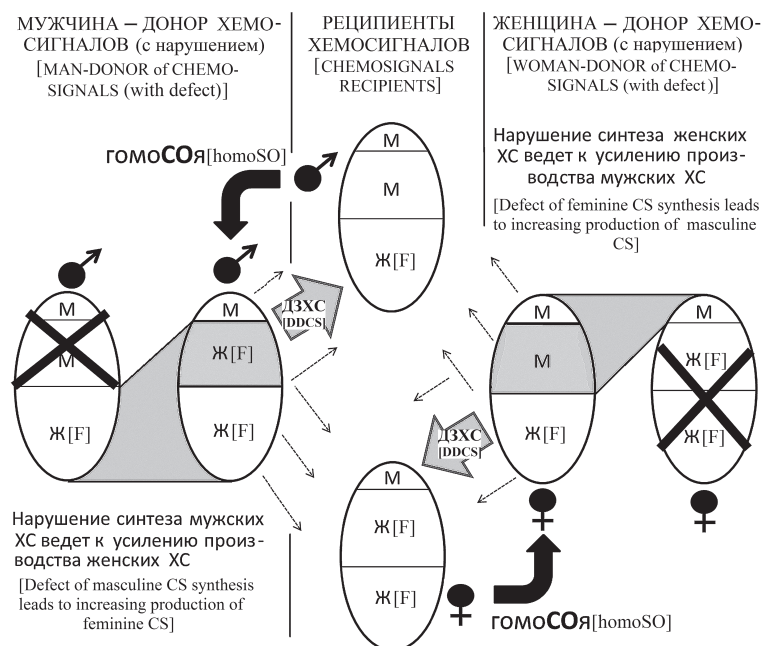 МУЖЧИНА – ДОНОР ХЕМО-
СИГНАЛОВ (с нарушением)
[MAN-DONOR of CHEMO-
SIGNALS (with defect)]
РЕЦИПИЕНТЫ
ХЕМОСИГНАЛОВ
[CHEMOSIGNALS
RECIPIENTS]
ЖЕНЩИНА – ДОНОР ХЕМО-
СИГНАЛОВ (с нарушением)
[WOMAN-DONOR of CHEMO-
SIGNALS (with defect)]
гомоСОя[homoSO]
М
М
Ж[F]
Нарушение синтеза женских
ХС ведет к усилению произ-
водства мужских ХС
[Defect of feminine CS synthesis leads
to increasing production of masculine
CS]
М
М
Ж[F]
М
Ж[F]
Ж[F]
ДЗХС
[DDCS]
М
М
Ж[F]
М
Ж[F]
Ж[F]
ДЗХС
[DDCS]
М
Ж[F]
Ж[F]
Нарушение синтеза мужских
ХС ведет к усилению произ-
водства женских ХС
[Defect of masculine CS synthesis
leads to increasing production of
feminine CS]
гомоСОя[homoSO]